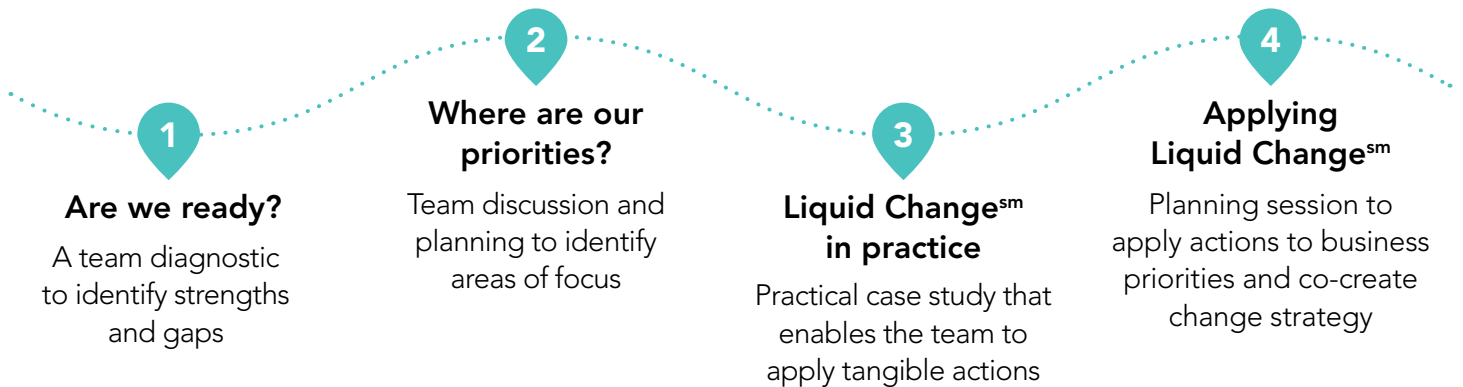 1
Are we ready?
A team diagnostic
to identify strengths
and gaps
2
Where are our
priorities?
Team discussion and
planning to identify
areas of focus
3
Liquid Changeˢᵐ
in practice
Practical case study that
enables the team to
apply tangible actions
4
Applying
Liquid Changeˢᵐ
Planning session to
apply actions to business
priorities and co-create
change strategy